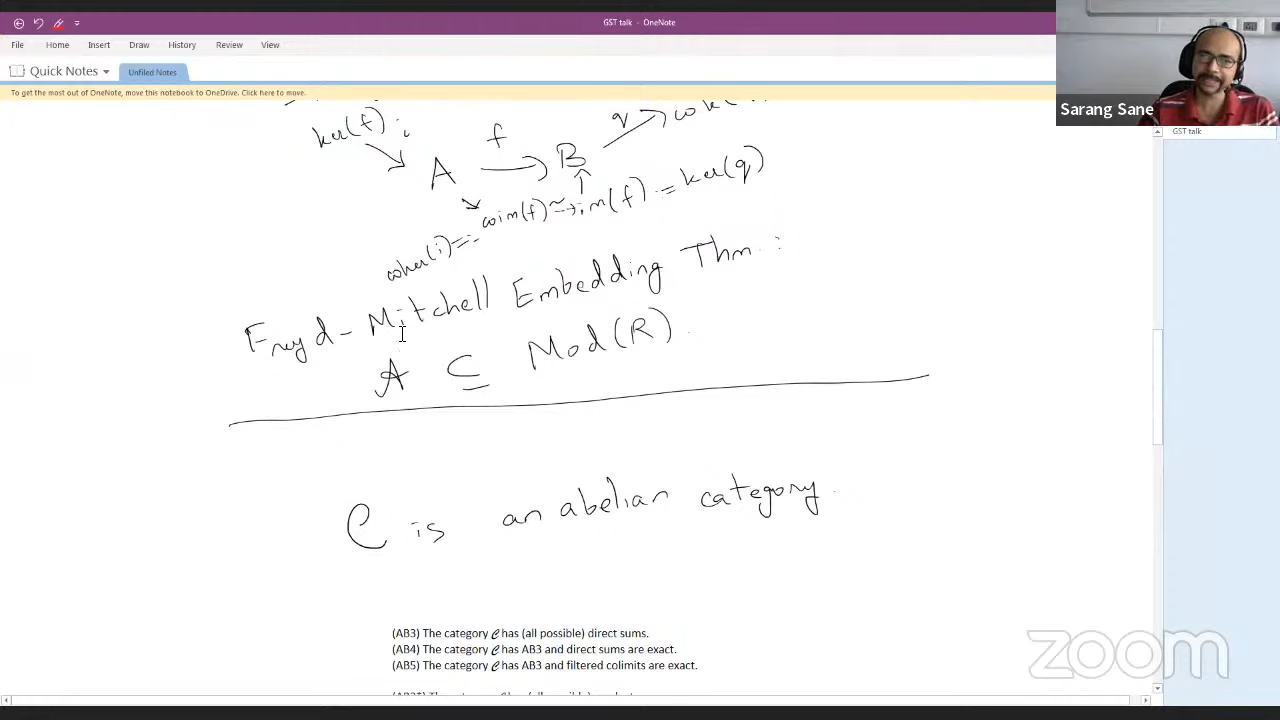 GST talk - OneNote
File Home Insert Draw History Review View
Quick Notes Unfiled Notes
To get the most out of OneNote, move this notebook to OneDrive. Click here to move.
Sarang Sane
GST talk
ker(f) i
f
q
A → B
coim(f) ~→ im(f) = ker(q)
coker(i) =
Freyd - Mitchell Embedding Thm :
A ⊆ Mod(R)
C is an abelian category.
(AB3) The category C has (all possible) direct sums.
(AB4) The category C has AB3 and direct sums are exact.
(AB5) The category C has AB3 and filtered colimits are exact.
zoom